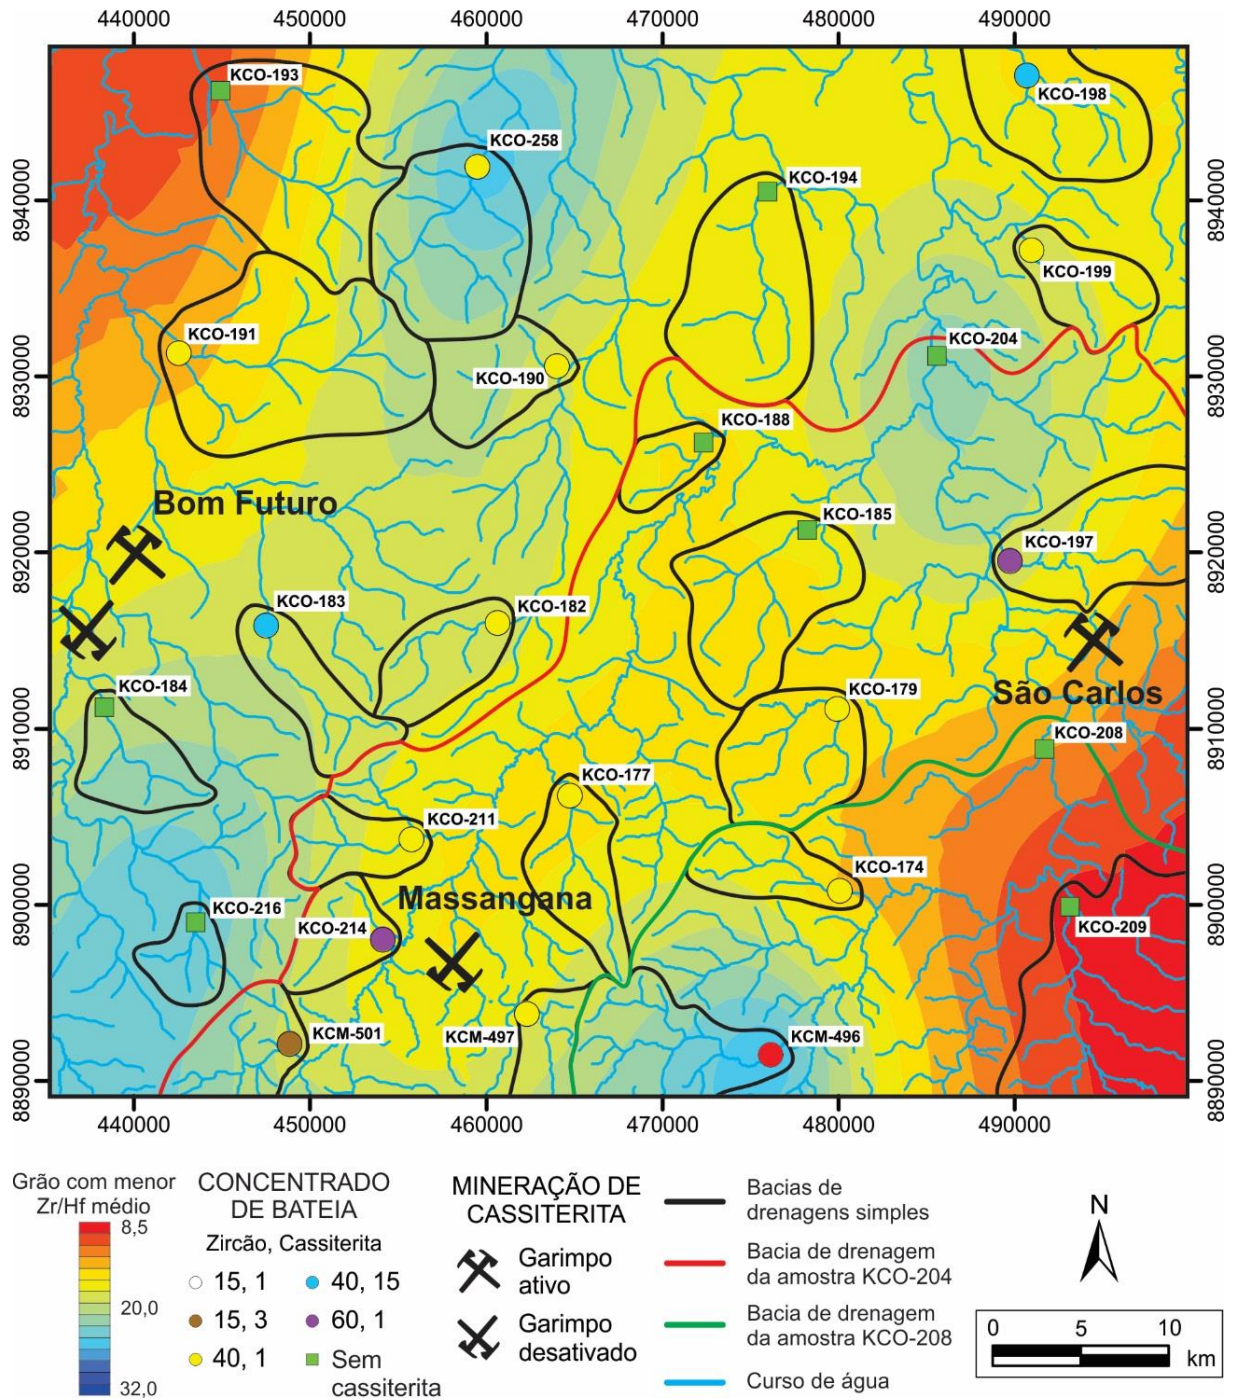 440000 450000 460000 470000 480000 490000
8940000
8930000
8920000
8910000
8900000
8890000
KCO-193
KCO-198
KCO-258
KCO-194
KCO-199
KCO-191
KCO-204
KCO-190
KCO-188
Bom Futuro
KCO-185
KCO-197
KCO-183
KCO-182
KCO-184
KCO-179
São Carlos
KCO-208
KCO-177
KCO-211
KCO-174
Massangana
KCO-216
KCO-214
KCO-209
KCM-501
KCM-497
KCM-496
8940000
8930000
8920000
8910000
8900000
8890000
440000 450000 460000 470000 480000 490000
Grão com menor
Zr/Hf médio
8,5
20,0
32,0
CONCENTRADO
DE BATEIA
Zircão, Cassiterita
15, 1
15, 3
40, 1
40, 15
60, 1
Sem
cassiterita
MINERAÇÃO DE
CASSITERITA
Garimpo
ativo
Garimpo
desativado
Bacias de
drenagens simples
Bacia de drenagem
da amostra KCO-204
Bacia de drenagem
da amostra KCO-208
Curso de água
N
0 5 10
km